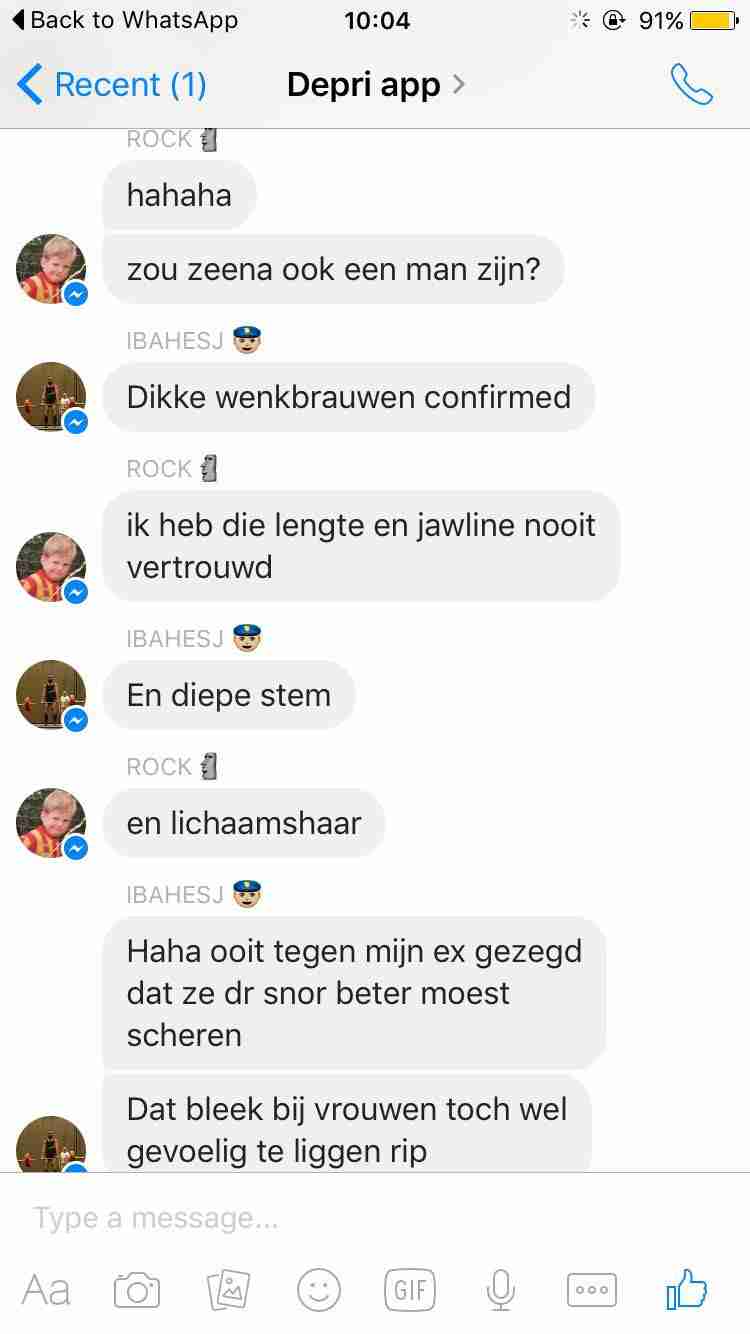 Back to WhatsApp 10:04 91%
Recent (1) Depri app
ROCK
hahaha
zou zeena ook een man zijn?
IBAHESJ
Dikke wenkbrauwen confirmed
ROCK
ik heb die lengte en jawline nooit
vertrouwd
IBAHESJ
En diepe stem
ROCK
en lichaamshaar
IBAHESJ
Haha ooit tegen mijn ex gezegd
dat ze dr snor beter moest
scheren
Dat bleek bij vrouwen toch wel
gevoelig te liggen rip
Type a message...
Aa GIF